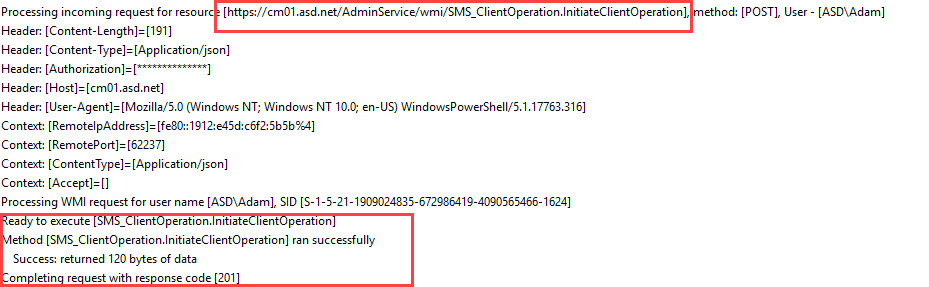 Processing incoming request for resource [https://cm01.asd.net/AdminService/wmi/SMS_ClientOperation.InitiateClientOperation], method: [POST], User - [ASD\Adam]
Header: [Content-Length]=[191]
Header: [Content-Type]=[Application/json]
Header: [Authorization]=[**************]
Header: [Host]=[cm01.asd.net]
Header: [User-Agent]=[Mozilla/5.0 (Windows NT; Windows NT 10.0; en-US) WindowsPowerShell/5.1.17763.316]
Context: [RemoteIpAddress]=[fe80::1912:e45d:c6f2:5b5b%4]
Context: [RemotePort]=[62237]
Context: [ContentType]=[Application/json]
Context: [Accept]=[]
Processing WMI request for user name [ASD\Adam], SID [S-1-5-21-1909024835-672986419-4090565466-1624]
Ready to execute [SMS_ClientOperation.InitiateClientOperation]
Method [SMS_ClientOperation.InitiateClientOperation] ran successfully
Success: returned 120 bytes of data
Completing request with response code [201]